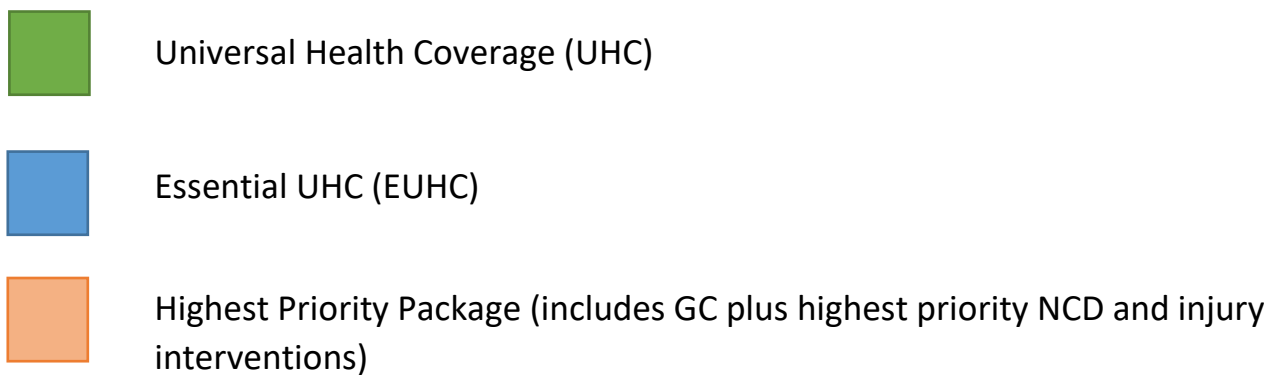 Universal Health Coverage (UHC)
Essential UHC (EUHC)
Highest Priority Package (includes GC plus highest priority NCD and injury
interventions)